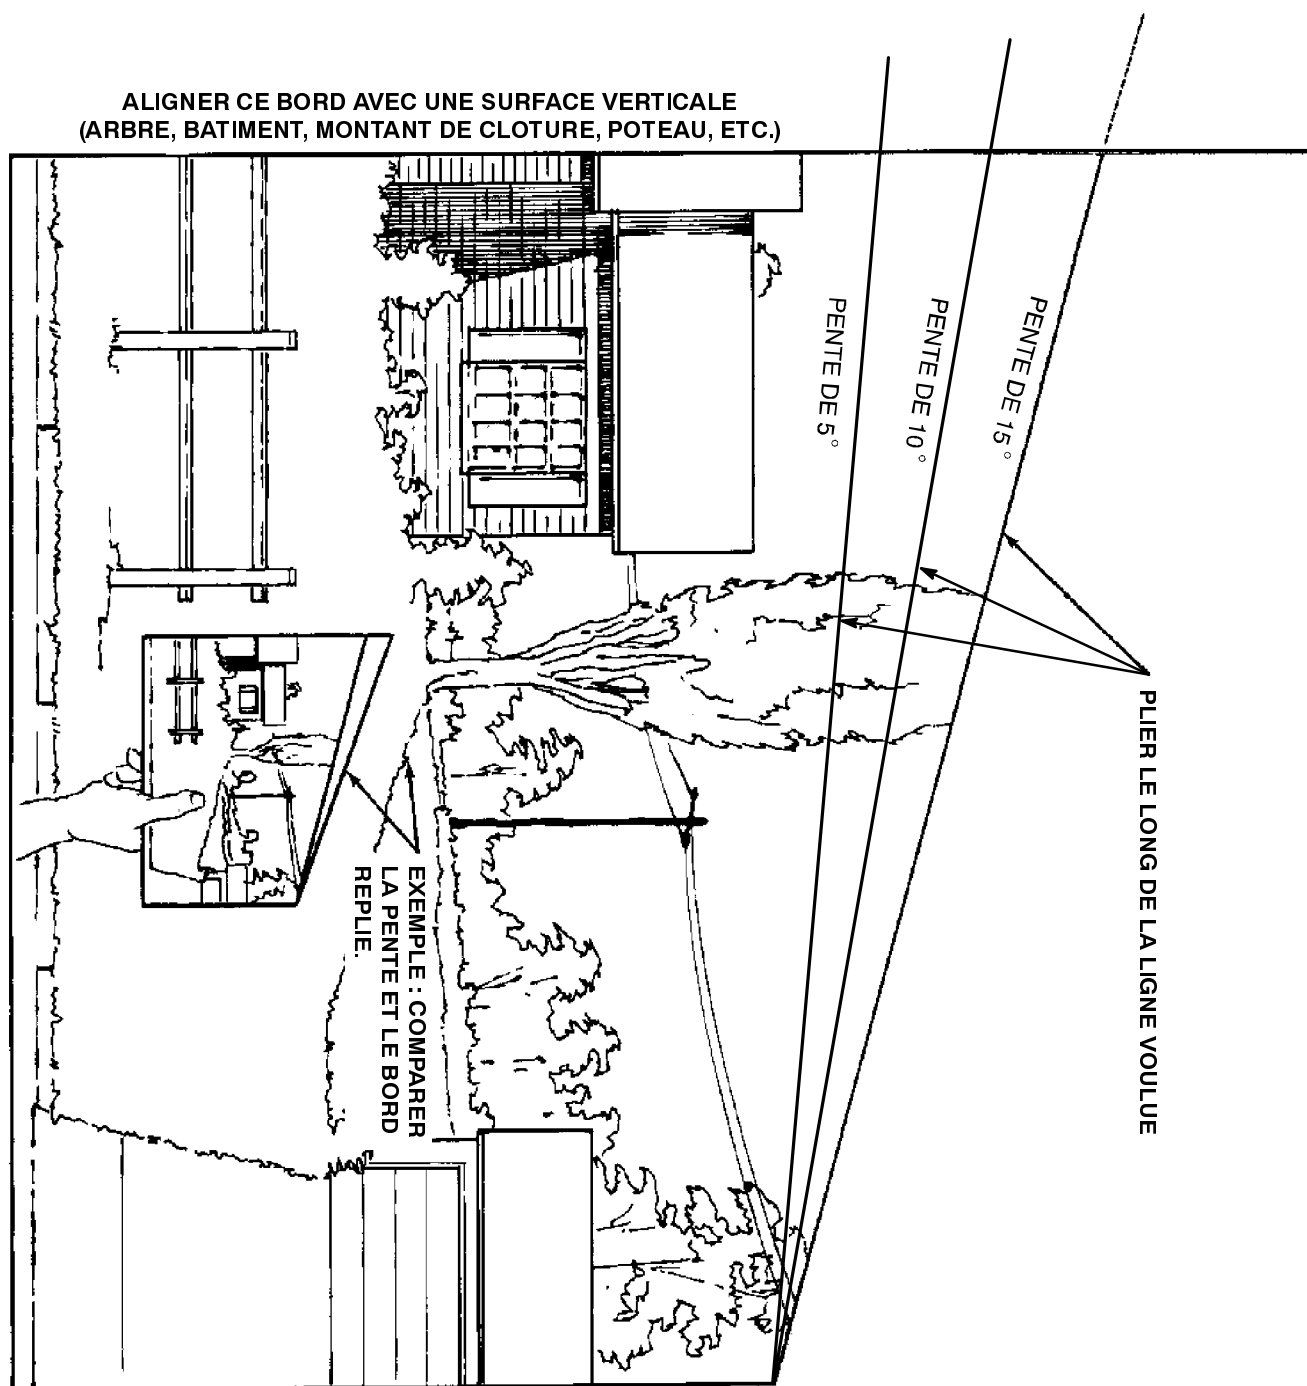 ALIGNER CE BORD AVEC UNE SURFACE VERTICALE
(ARBRE, BATIMENT, MONTANT DE CLOTURE, POTEAU, ETC.)
PENTE DE 5°
PENTE DE 10°
PENTE DE 15°
PLIER LE LONG DE LA LIGNE VOULUE
EXEMPLE : COMPARER
LA PENTE ET LE BORD
REPLIE.